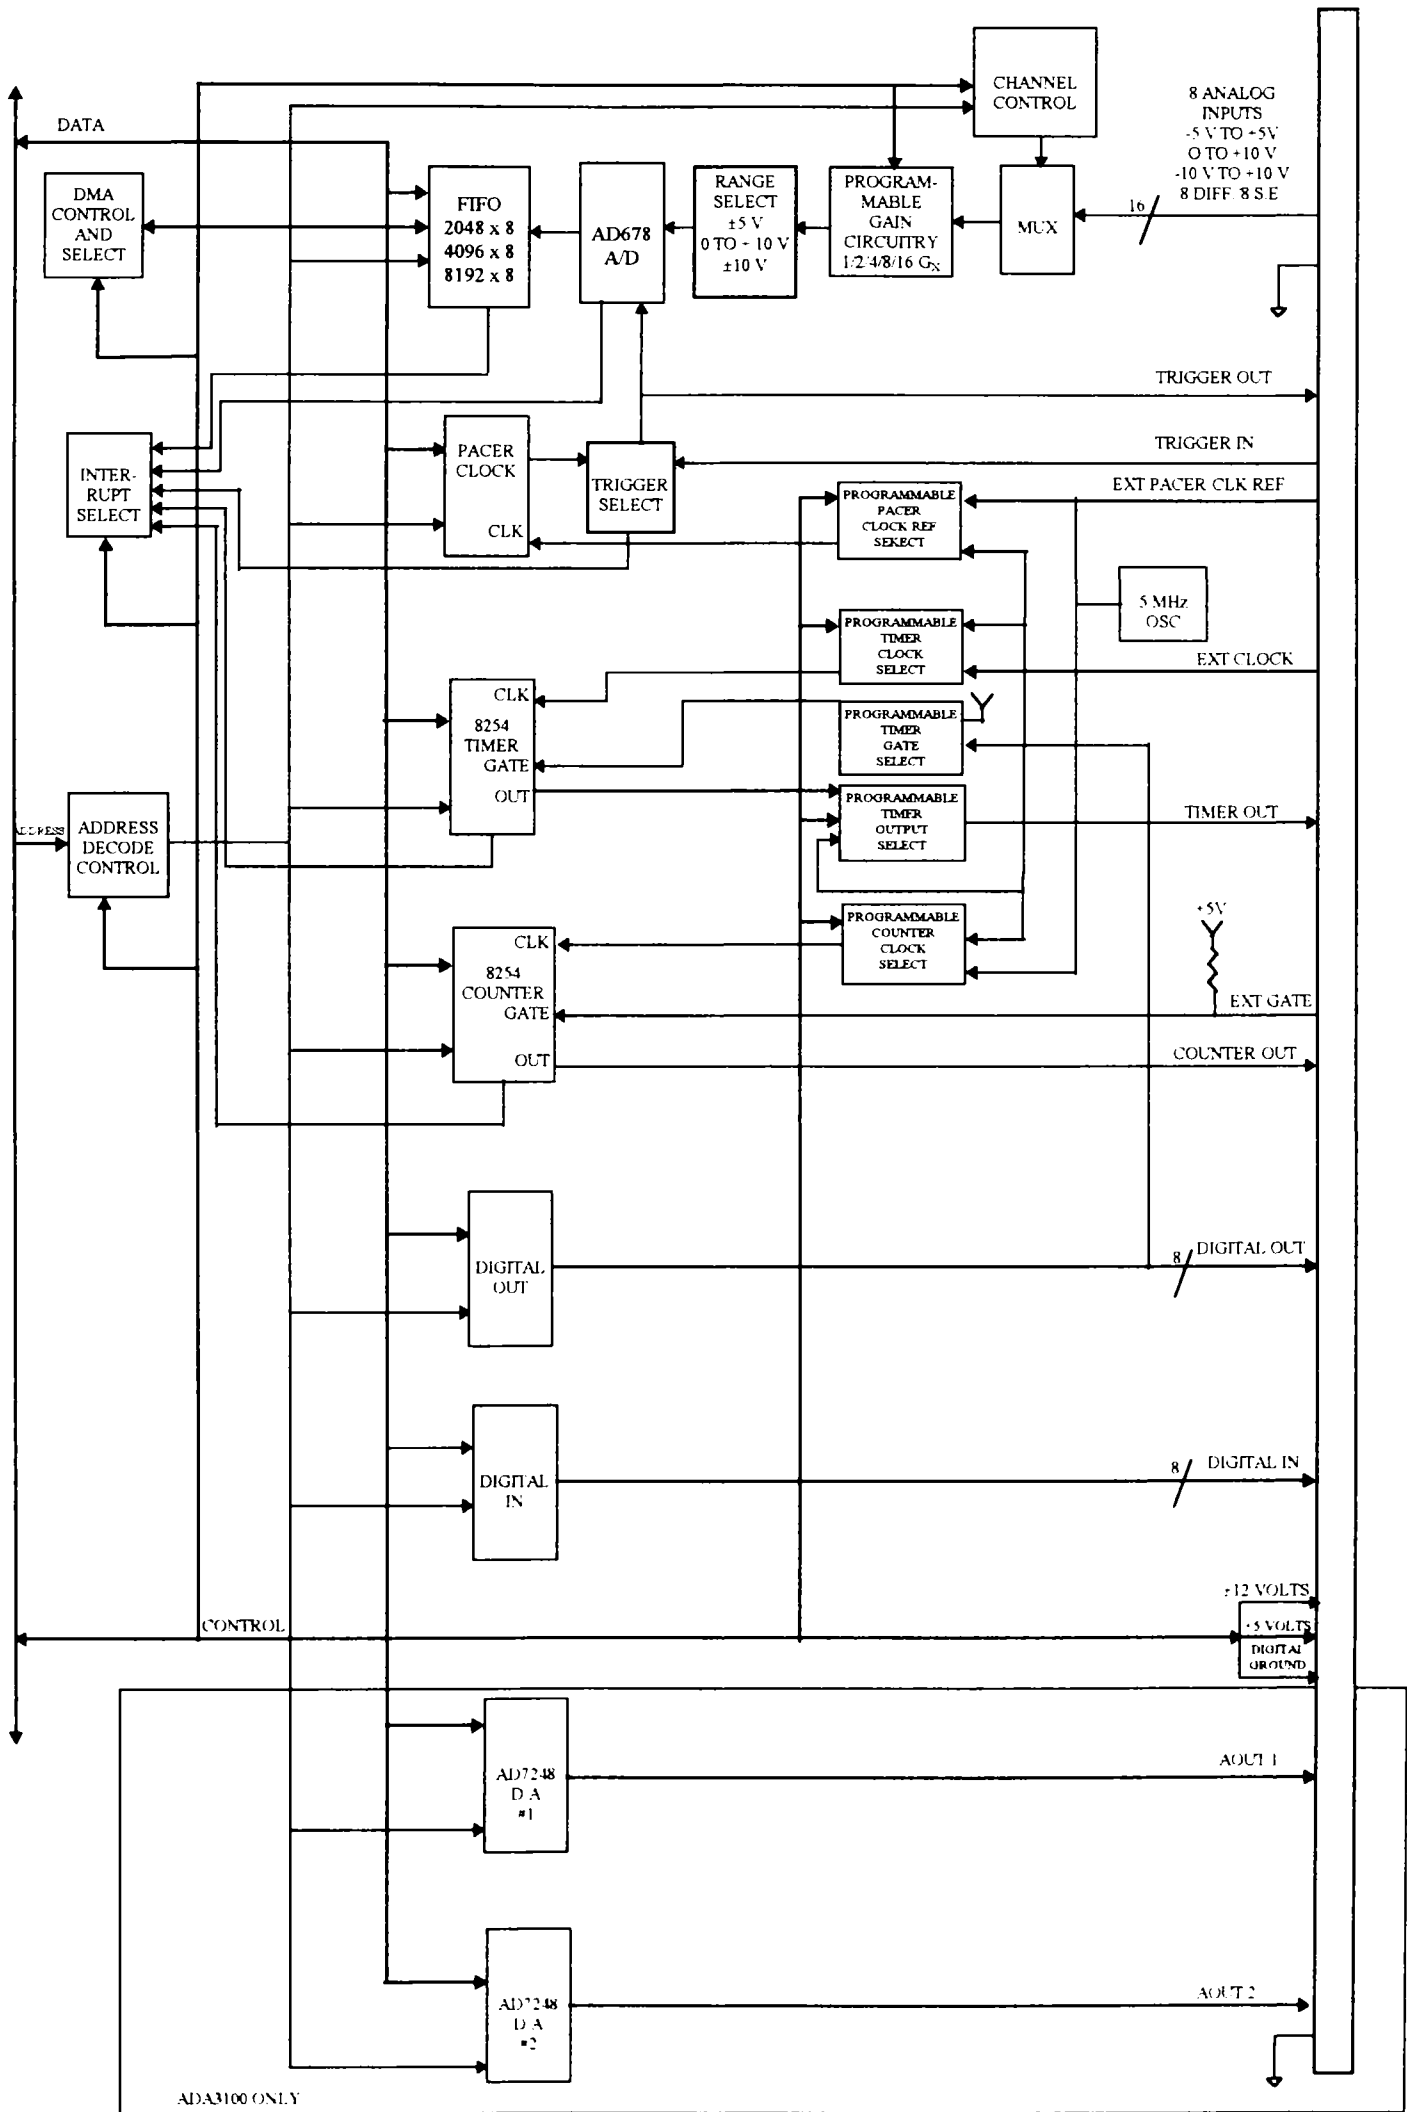 CHANNEL
CONTROL
8 ANALOG
INPUTS
-5 V TO +5V
O TO +10 V
-10 V TO +10 V
8 DIFF. 8 S.E
DATA
DMA
CONTROL
AND
SELECT
FIFO
2048 x 8
4096 x 8
8192 x 8
AD678
A/D
RANGE
SELECT
±5 V
0 TO + 10 V
±10 V
PROGRAM-
MABLE
GAIN
CIRCUITRY
1/2/4/8/16 GX
MUX
16
TRIGGER OUT
TRIGGER IN
EXT PACER CLK REF
INTER-
RUPT
SELECT
PACER
CLOCK
CLK
TRIGGER
SELECT
PROGRAMMABLE
PACER
CLOCK REF
SEKECT
5 MHz
OSC
PROGRAMMABLE
TIMER
CLOCK
SELECT
EXT CLOCK
CLK
8254
TIMER
GATE
OUT
PROGRAMMABLE
TIMER
GATE
SELECT
PROGRAMMABLE
TIMER
OUTPUT
SELECT
TIMER OUT
ADDRESS
ADDRESS
DECODE
CONTROL
PROGRAMMABLE
COUNTER
CLOCK
SELECT
+5V
CLK
8254
COUNTER
GATE
OUT
EXT GATE
COUNTER OUT
DIGITAL
OUT
8
DIGITAL OUT
DIGITAL
IN
8
DIGITAL IN
CONTROL
12 VOLTS
+5 VOLTS
DIGITAL
GROUND
AD7248
D/A
#1
AOUT 1
AD7248
D/A
#2
AOUT 2
ADA3100 ONLY